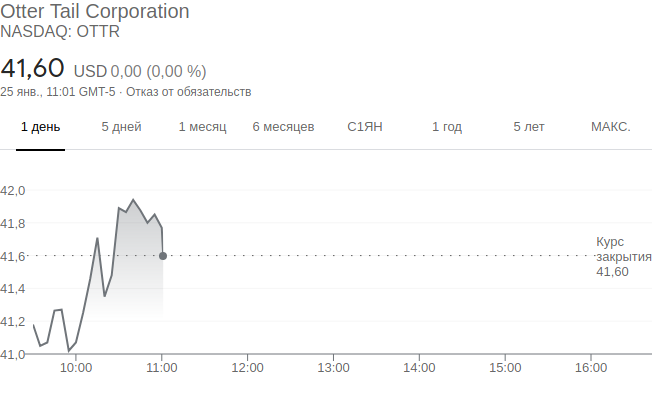 Otter Tail Corporation
NASDAQ: OTTR
41,60 USD 0,00 (0,00 %)
25 янв., 11:01 GMT-5 · Отказ от обязательств
1 день 5 дней 1 месяц 6 месяцев С1ЯН 1 год 5 лет МАКС.
42,0
41,8
Курс
41,6 закрытия
41,60
41,4
41,2
41,0
10:00 11:00 12:00 13:00 14:00 15:00 16:00